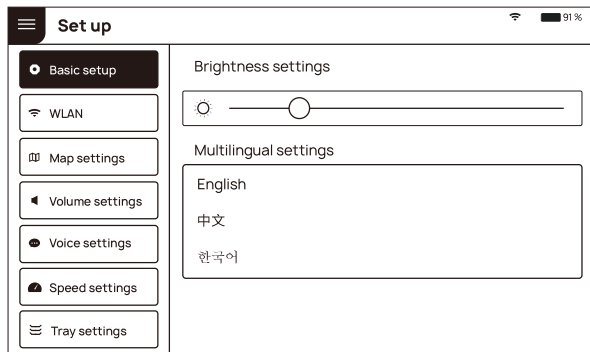 Set up
91%
Basic setup
WLAN
Map settings
Volume settings
Voice settings
Speed settings
Tray settings
Brightness settings
Multilingual settings
English
中文
한국어